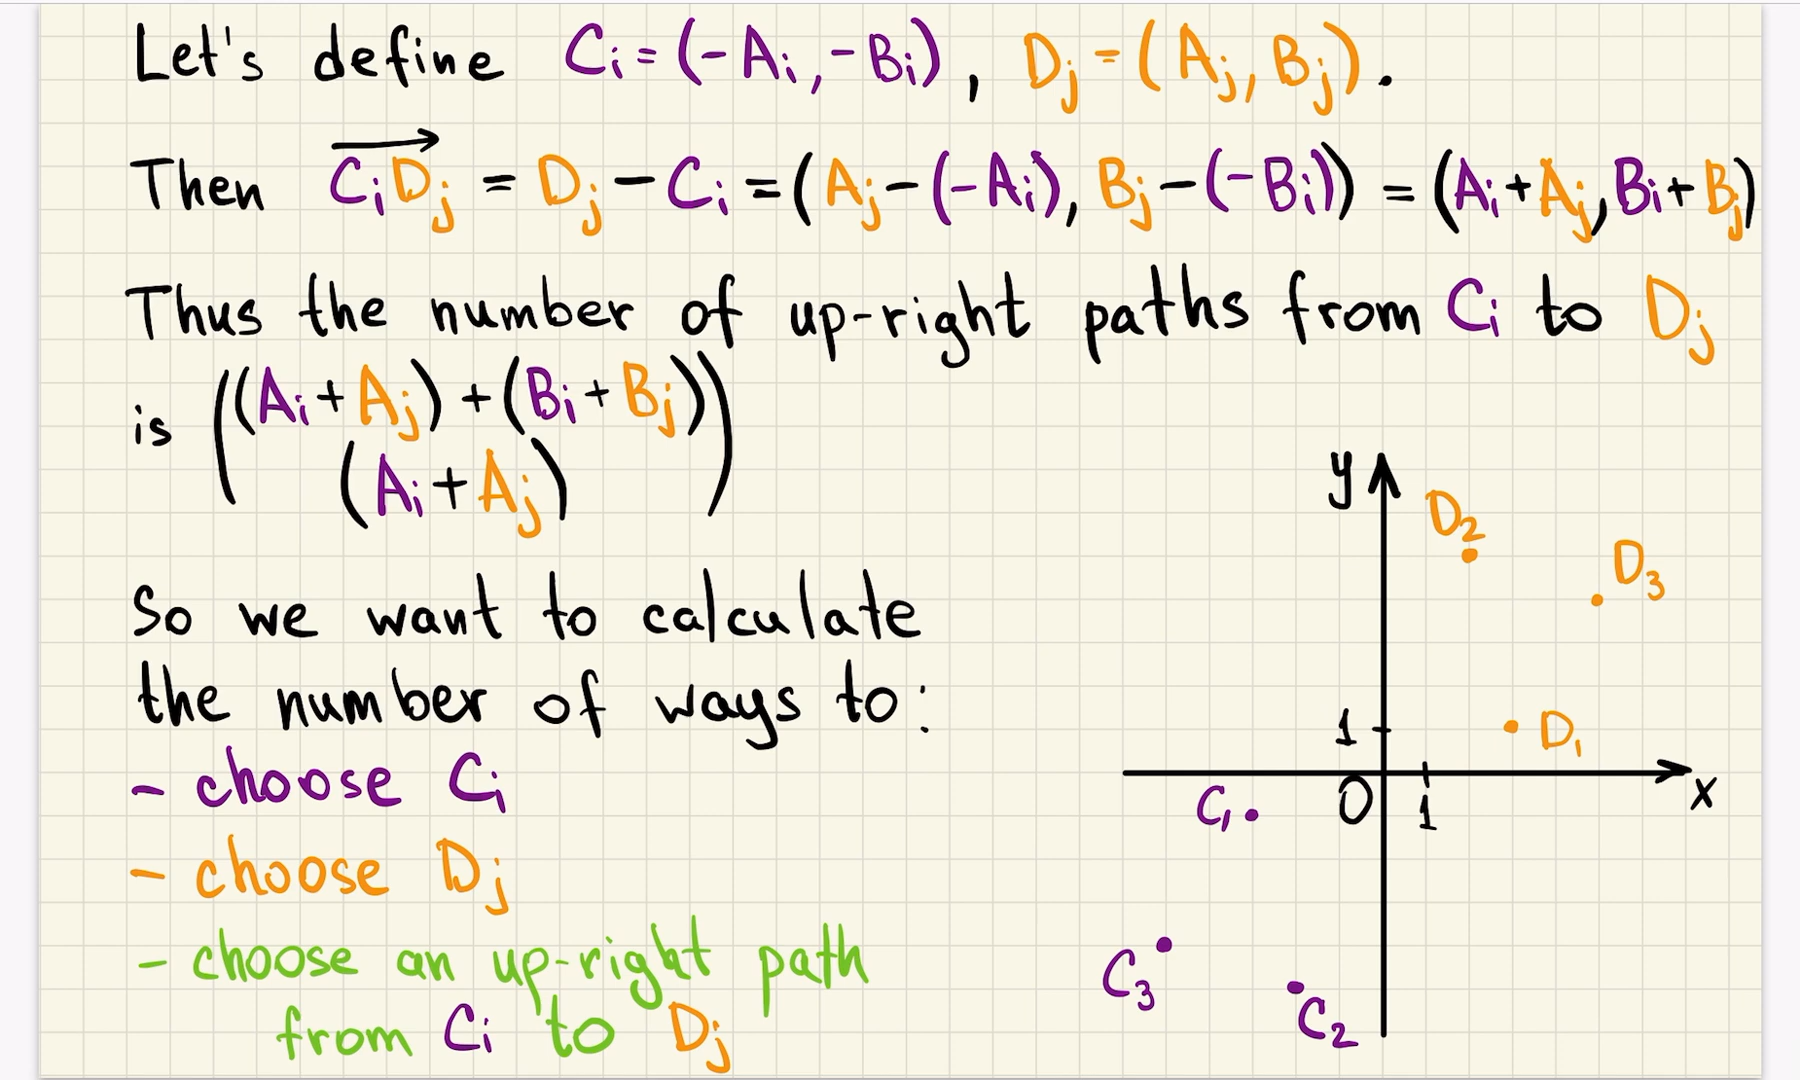 Let's define Cᵢ = (-Aᵢ, -Bᵢ), Dⱼ = (Aⱼ, Bⱼ).
Then CᵢDⱼ = Dⱼ - Cᵢ = (Aⱼ - (-Aᵢ), Bⱼ - (-Bᵢ)) = (Aᵢ + Aⱼ, Bᵢ + Bⱼ)
Thus the number of up-right paths from Cᵢ to Dⱼ
is ((Aᵢ + Aⱼ) + (Bᵢ + Bⱼ))
(Aᵢ + Aⱼ)
So we want to calculate
the number of ways to:
- choose Cᵢ
- choose Dⱼ
- choose an up-right path
from Cᵢ to Dⱼ
y
D₂
D₃
1
D₁
C₁
0
1
x
C₃
C₂